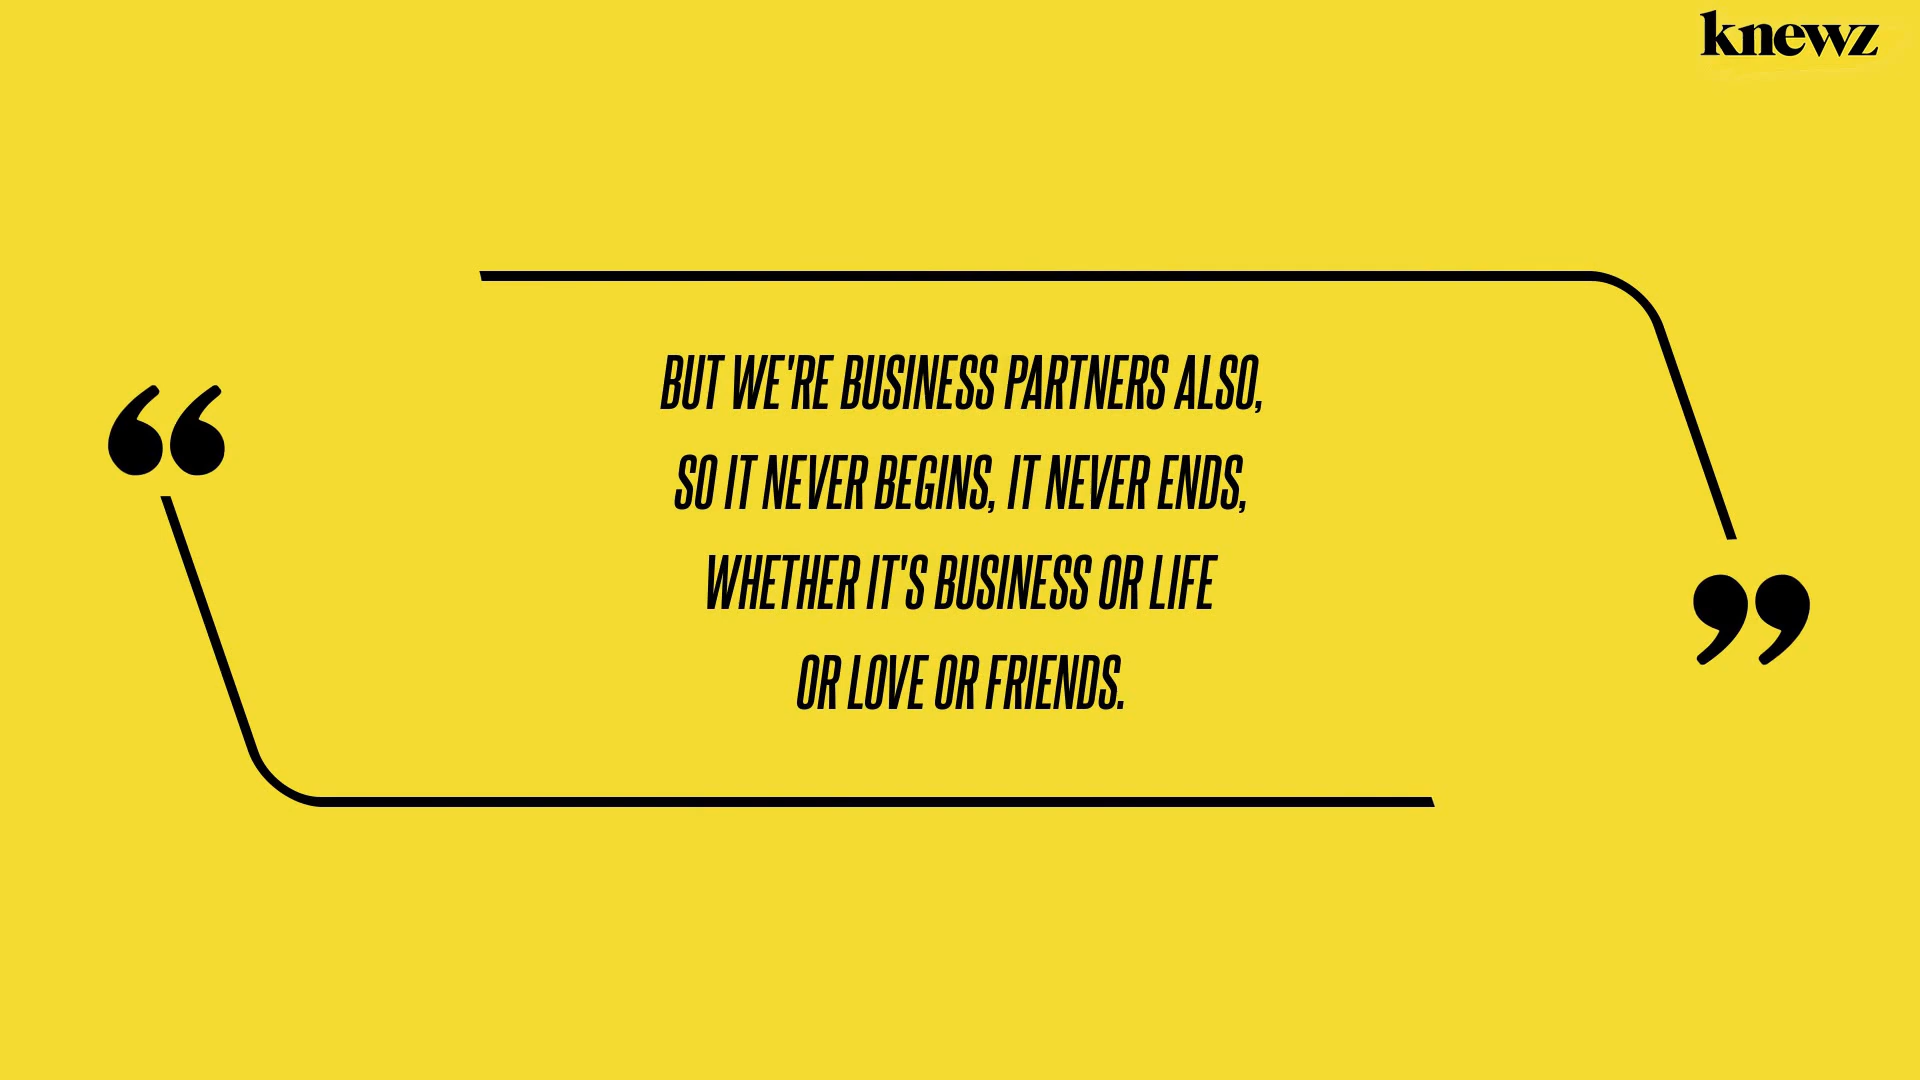 knewz
“
BUT WE'RE BUSINESS PARTNERS ALSO,
SO IT NEVER BEGINS, IT NEVER ENDS,
WHETHER IT'S BUSINESS OR LIFE
OR LOVE OR FRIENDS.
”